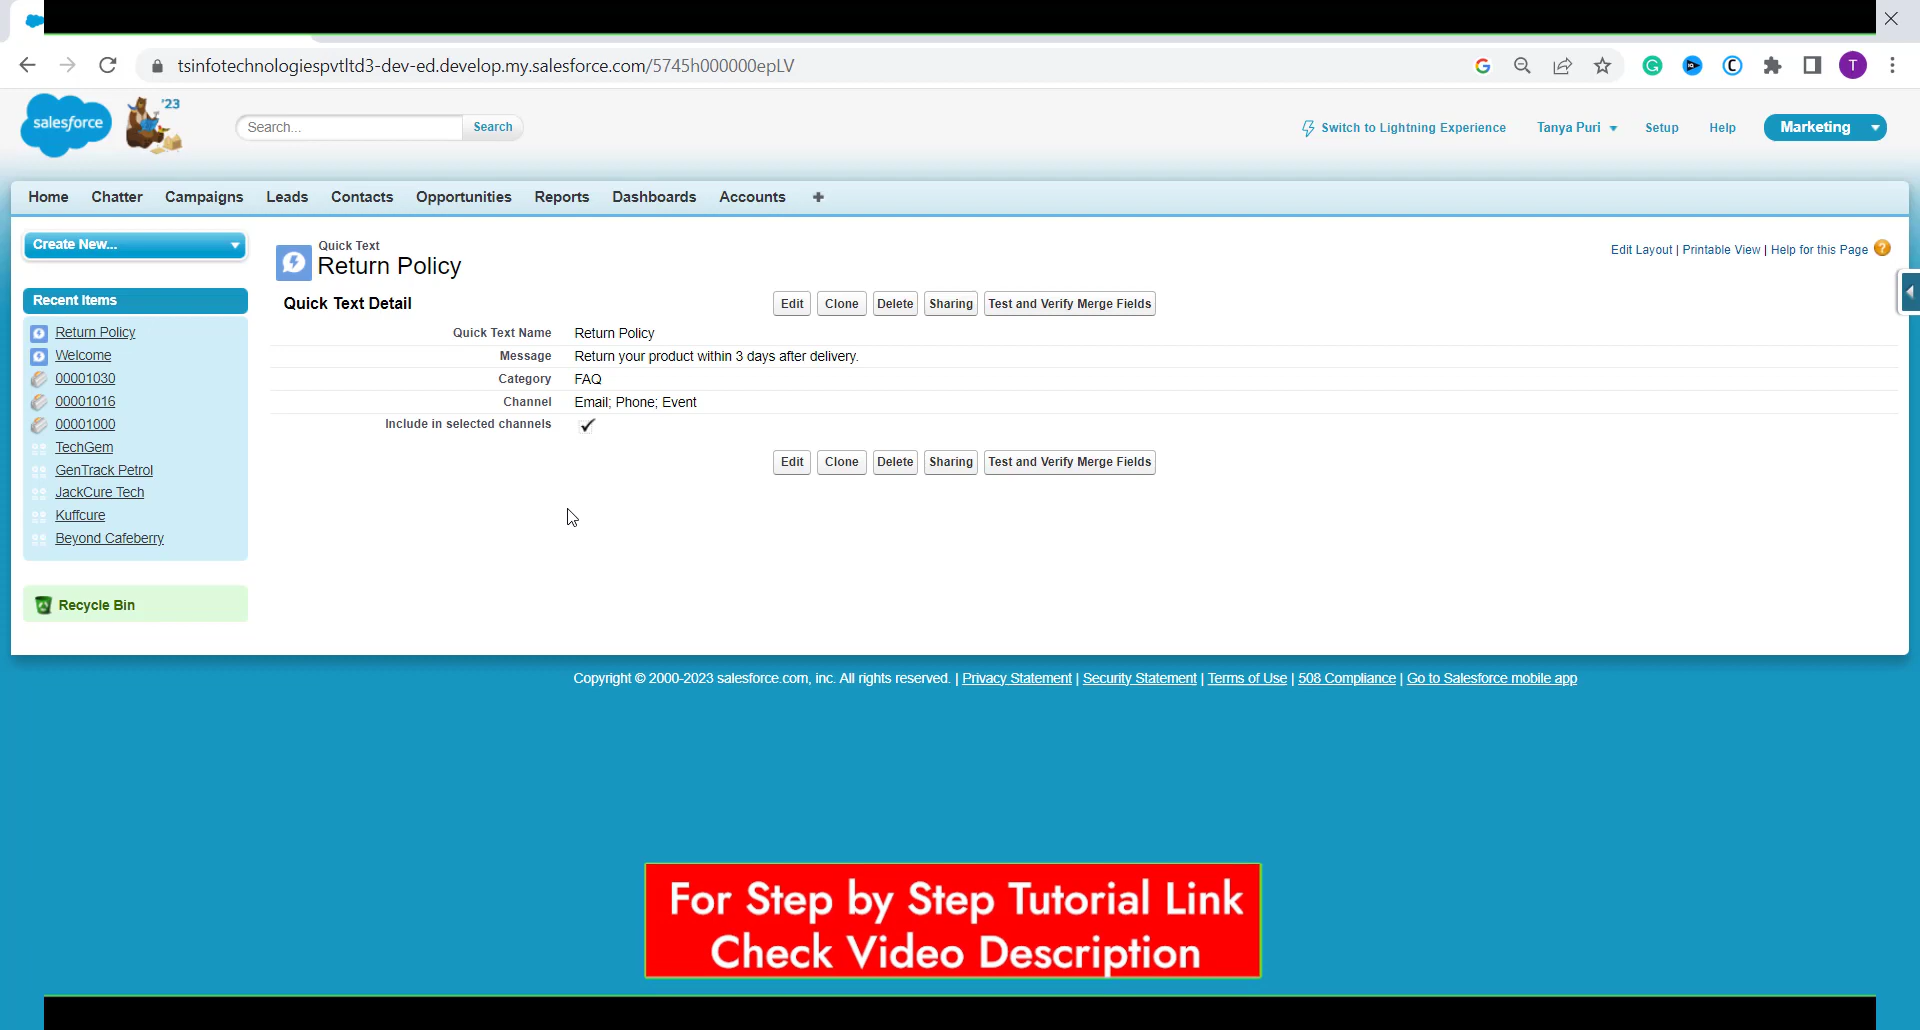 tsinfotechnologiespvtltd3-dev-ed.develop.my.salesforce.com/5745h000000epLV
T
salesforce
'23
Search...
Search
Switch to Lightning Experience
Tanya Puri
Setup
Help
Marketing
Home
Chatter
Campaigns
Leads
Contacts
Opportunities
Reports
Dashboards
Accounts
Create New...
Recent Items
Return Policy
Welcome
00001030
00001016
00001000
TechGem
GenTrack Petrol
JackCure Tech
Kuffcure
Beyond Cafeberry
Recycle Bin
Quick Text
Return Policy
Edit Layout | Printable View | Help for this Page ?
Quick Text Detail
Edit
Clone
Delete
Sharing
Test and Verify Merge Fields
Quick Text Name Return Policy
Message Return your product within 3 days after delivery.
Category FAQ
Channel Email; Phone; Event
Include in selected channels
Edit
Clone
Delete
Sharing
Test and Verify Merge Fields
Copyright © 2000-2023 salesforce.com, inc. All rights reserved. | Privacy Statement | Security Statement | Terms of Use | 508 Compliance | Go to Salesforce mobile app
For Step by Step Tutorial Link
Check Video Description